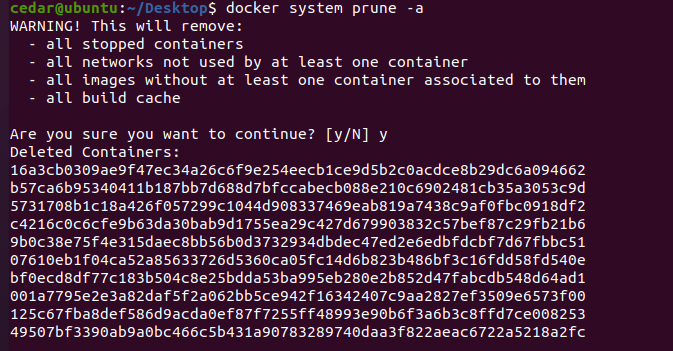 cedar@ubuntu:~/Desktop$ docker system prune -a
WARNING! This will remove:
  - all stopped containers
  - all networks not used by at least one container
  - all images without at least one container associated to them
  - all build cache

Are you sure you want to continue? [y/N] y
Deleted Containers:
16a3cb0309ae9f47ec34a26c6f9e254eecb1ce9d5b2c0acdce8b29dc6a094662
b57ca6b95340411b187bb7d688d7bfccabecb088e210c6902481cb35a3053c9d
5731708b1c18a426f057299c1044d908337469eab819a7438c9af0fbc0918df2
c4216c0c6cfe9b63da30bab9d1755ea29c427d679903832c57bef87c29fb21b6
9b0c38e75f4e315daec8bb56b0d3732934dbdec47ed2e6edbfdcbf7d67fbbc51
07610eb1f04ca52a85633726d5360ca05fc14d6b823b486bf3c16fdd58fd540e
bf0ecd8df77c183b504c8e25bdda53ba995eb280e2b852d47fabcdb548d64ad1
001a7795e2e3a82daf5f2a062bb5ce942f16342407c9aa2827ef3509e6573f00
125c67fba8def586d9acda0ef87f7255ff48993e90b6f3a6b3c8ffd7ce008253
49507bf3390ab9a0bc466c5b431a90783289740daa3f822aeac6722a5218a2fc